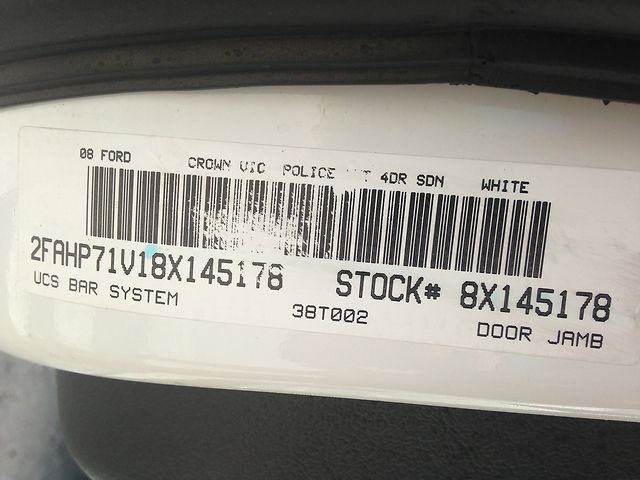 08 FORD CROWN VIC POLICE 4DR SDN WHITE
2FAHP71V18X145178 STOCK# 8X145178
UCS BAR SYSTEM 38T002 DOOR JAMB